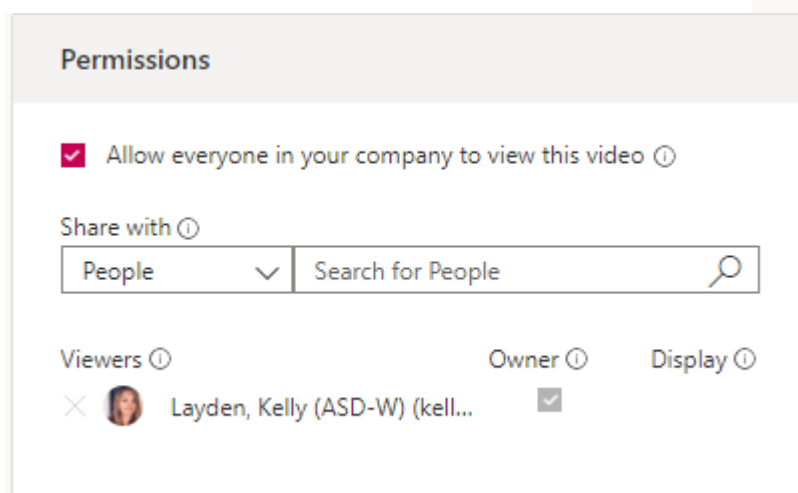 Permissions
Allow everyone in your company to view this video
Share with
People Search for People
Viewers Owner Display
Layden, Kelly (ASD-W) (kell...